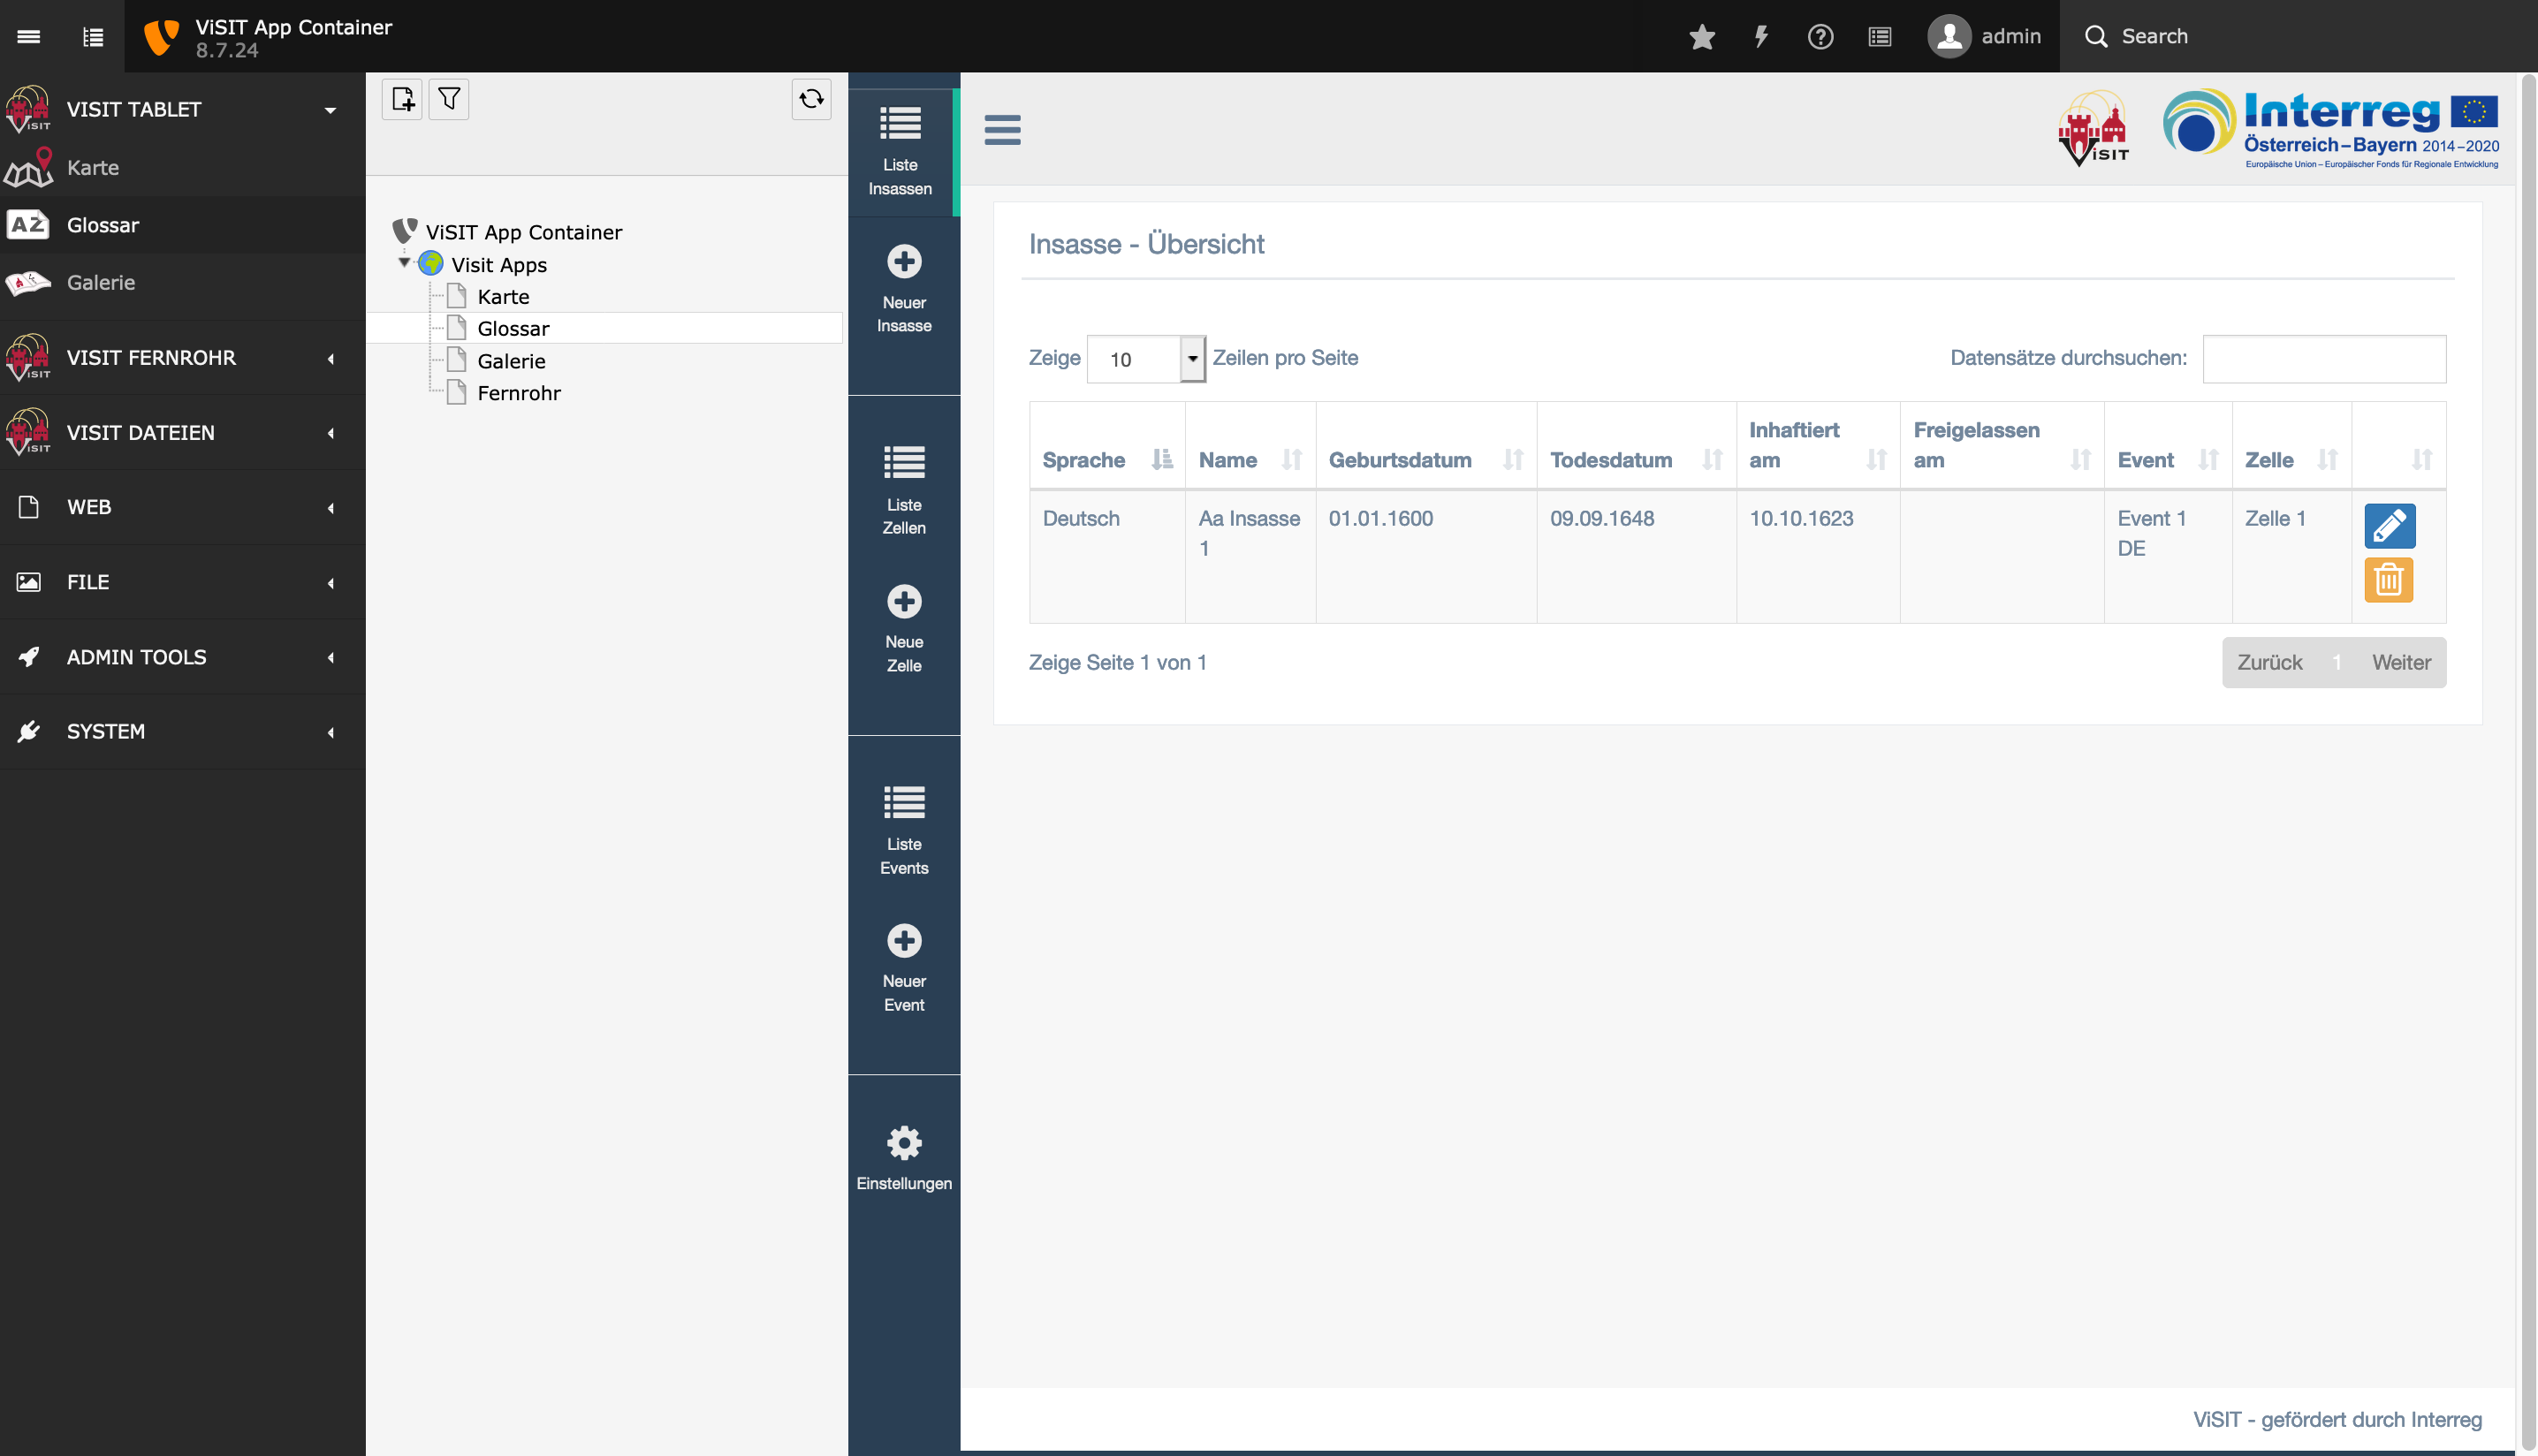 ViSIT App Container
8.7.24
admin
Search
VISIT TABLET
Karte
Glossar
Galerie
VISIT FERNROHR
VISIT DATEIEN
WEB
FILE
ADMIN TOOLS
SYSTEM
ViSIT App Container
Visit Apps
Karte
Glossar
Galerie
Fernrohr
Liste
Insassen
Neuer
Insasse
Liste
Zellen
Neue
Zelle
Liste
Events
Neuer
Event
Einstellungen
ViSIT
Interreg
Österreich–Bayern 2014–2020
Europäische Union – Europäischer Fonds für Regionale Entwicklung
Insasse - Übersicht
Zeige 10 Zeilen pro Seite
Datensätze durchsuchen:
Sprache Name Geburtsdatum Todesdatum Inhaftiert am Freigelassen am Event Zelle
Deutsch Aa Insasse 1 01.01.1600 09.09.1648 10.10.1623 Event 1 DE Zelle 1
Zeige Seite 1 von 1
Zurück 1 Weiter
ViSIT - gefördert durch Interreg